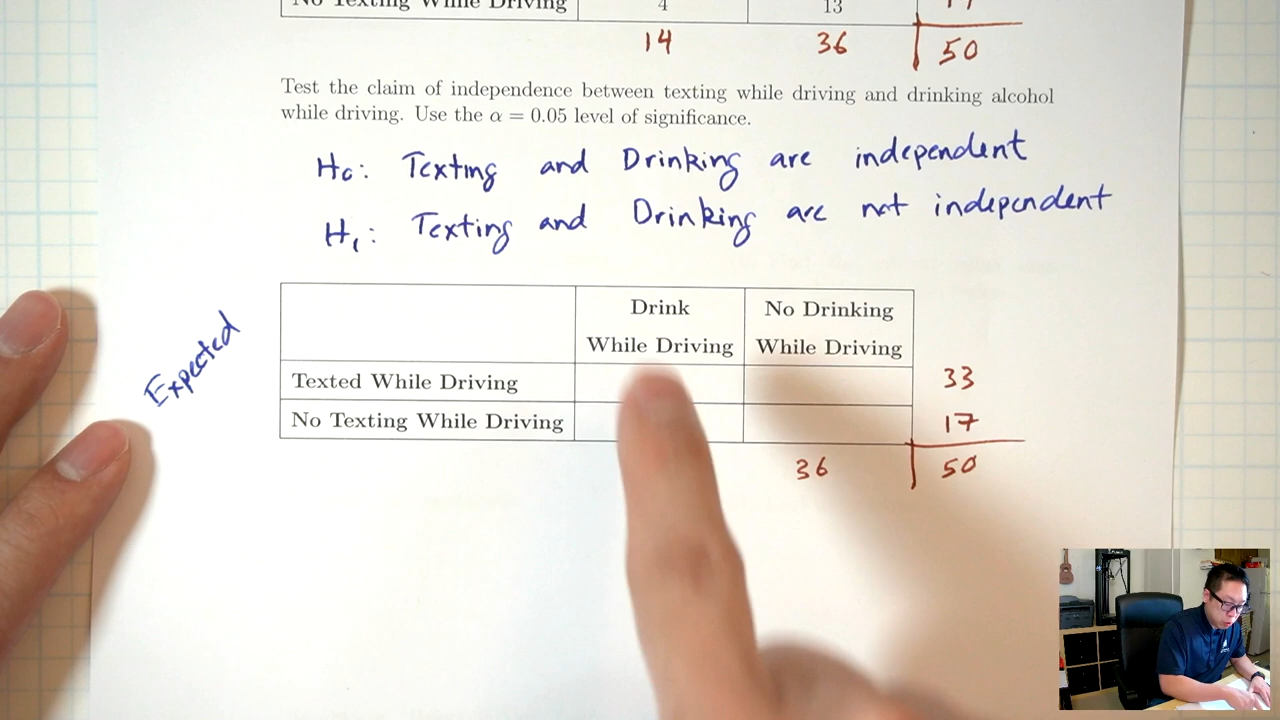 No Texting While Driving 4 13
14 36 50
Test the claim of independence between texting while driving and drinking alcohol
while driving. Use the α = 0.05 level of significance.
H₀: Texting and Drinking are independent
H₁: Texting and Drinking are not independent
Expected
Drink No Drinking
While Driving While Driving
Texted While Driving 33
No Texting While Driving 17
36 50